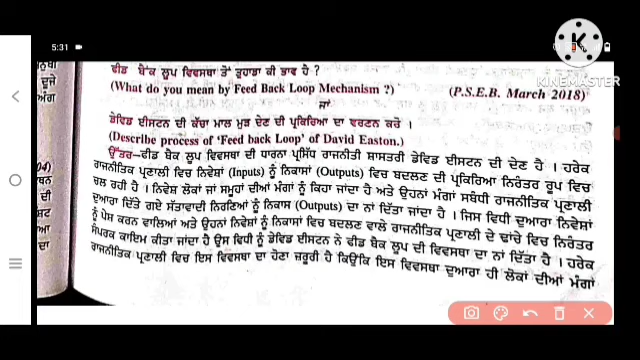 5:31
KINEMASTER
ਫੀਡ ਬੈਕ ਲੂਪ ਵਿਵਸਥਾ ਤੋਂ ਤੁਹਾਡਾ ਕੀ ਭਾਵ ਹੈ ?
(What do you mean by Feed Back Loop Mechanism ?) (P.S.E.B. March 2018)
ਜਾਂ
ਡੇਵਿਡ ਈਸਟਨ ਦੀ ਕੱਚਾ ਮਾਲ ਮੁੜ ਦੇਣ ਦੀ ਪ੍ਰਕਿਰਿਆ ਦਾ ਵਰਣਨ ਕਰੋ ।
(Describe process of 'Feed back Loop' of David Easton.)
ਉੱਤਰ—ਫੀਡ ਬੈਕ ਲੂਪ ਵਿਵਸਥਾ ਦੀ ਧਾਰਨਾ ਪ੍ਰਸਿੱਧ ਰਾਜਨੀਤੀ ਸ਼ਾਸਤਰੀ ਡੇਵਿਡ ਈਸਟਨ ਦੀ ਦੇਣ ਹੈ । ਹਰੇਕ
ਰਾਜਨੀਤਿਕ ਪ੍ਰਣਾਲੀ ਵਿਚ ਨਿਵੇਸ਼ਾਂ (Inputs) ਨੂੰ ਨਿਕਾਸਾਂ (Outputs) ਵਿਚ ਬਦਲਣ ਦੀ ਪ੍ਰਕਿਰਿਆ ਨਿਰੰਤਰ ਰੂਪ ਵਿਚ
ਚਲ ਰਹੀ ਹੈ । ਨਿਵੇਸ਼ ਲੋਕਾਂ ਜਾਂ ਸਮੂਹਾਂ ਦੀਆਂ ਮੰਗਾਂ ਨੂੰ ਕਿਹਾ ਜਾਂਦਾ ਹੈ ਅਤੇ ਉਹਨਾਂ ਮੰਗਾਂ ਸਬੰਧੀ ਰਾਜਨੀਤਿਕ ਪ੍ਰਣਾਲੀ
ਦੁਆਰਾ ਦਿੱਤੇ ਗਏ ਸੱਤਾਵਾਦੀ ਨਿਰਣਿਆਂ ਨੂੰ ਨਿਕਾਸ (Outputs) ਦਾ ਨਾਂ ਦਿੱਤਾ ਜਾਂਦਾ ਹੈ । ਜਿਸ ਵਿਧੀ ਦੁਆਰਾ ਨਿਵੇਸ਼ਾਂ
ਨੂੰ ਪੇਸ਼ ਕਰਨ ਵਾਲਿਆਂ ਅਤੇ ਉਹਨਾਂ ਨਿਵੇਸ਼ਾਂ ਨੂੰ ਨਿਕਾਸਾਂ ਵਿਚ ਬਦਲਣ ਵਾਲੇ ਰਾਜਨੀਤਿਕ ਪ੍ਰਣਾਲੀ ਦੇ ਢਾਂਚੇ ਵਿਚ ਨਿਰੰਤਰ
ਸੰਪਰਕ ਕਾਇਮ ਕੀਤਾ ਜਾਂਦਾ ਹੈ ਉਸ ਵਿਧੀ ਨੂੰ ਡੇਵਿਡ ਈਸਟਨ ਨੇ ਫੀਡ ਬੈਕ ਲੂਪ ਦੀ ਵਿਵਸਥਾ ਦਾ ਨਾਂ ਦਿੱਤਾ ਹੈ । ਹਰੇਕ
ਰਾਜਨੀਤਿਕ ਪ੍ਰਣਾਲੀ ਵਿਚ ਇਸ ਵਿਵਸਥਾ ਦਾ ਹੋਣਾ ਜ਼ਰੂਰੀ ਹੈ ਕਿਉਂਕਿ ਇਸ ਵਿਵਸਥਾ ਦੁਆਰਾ ਹੀ ਲੋਕਾਂ ਦੀਆਂ ਮੰਗਾਂ